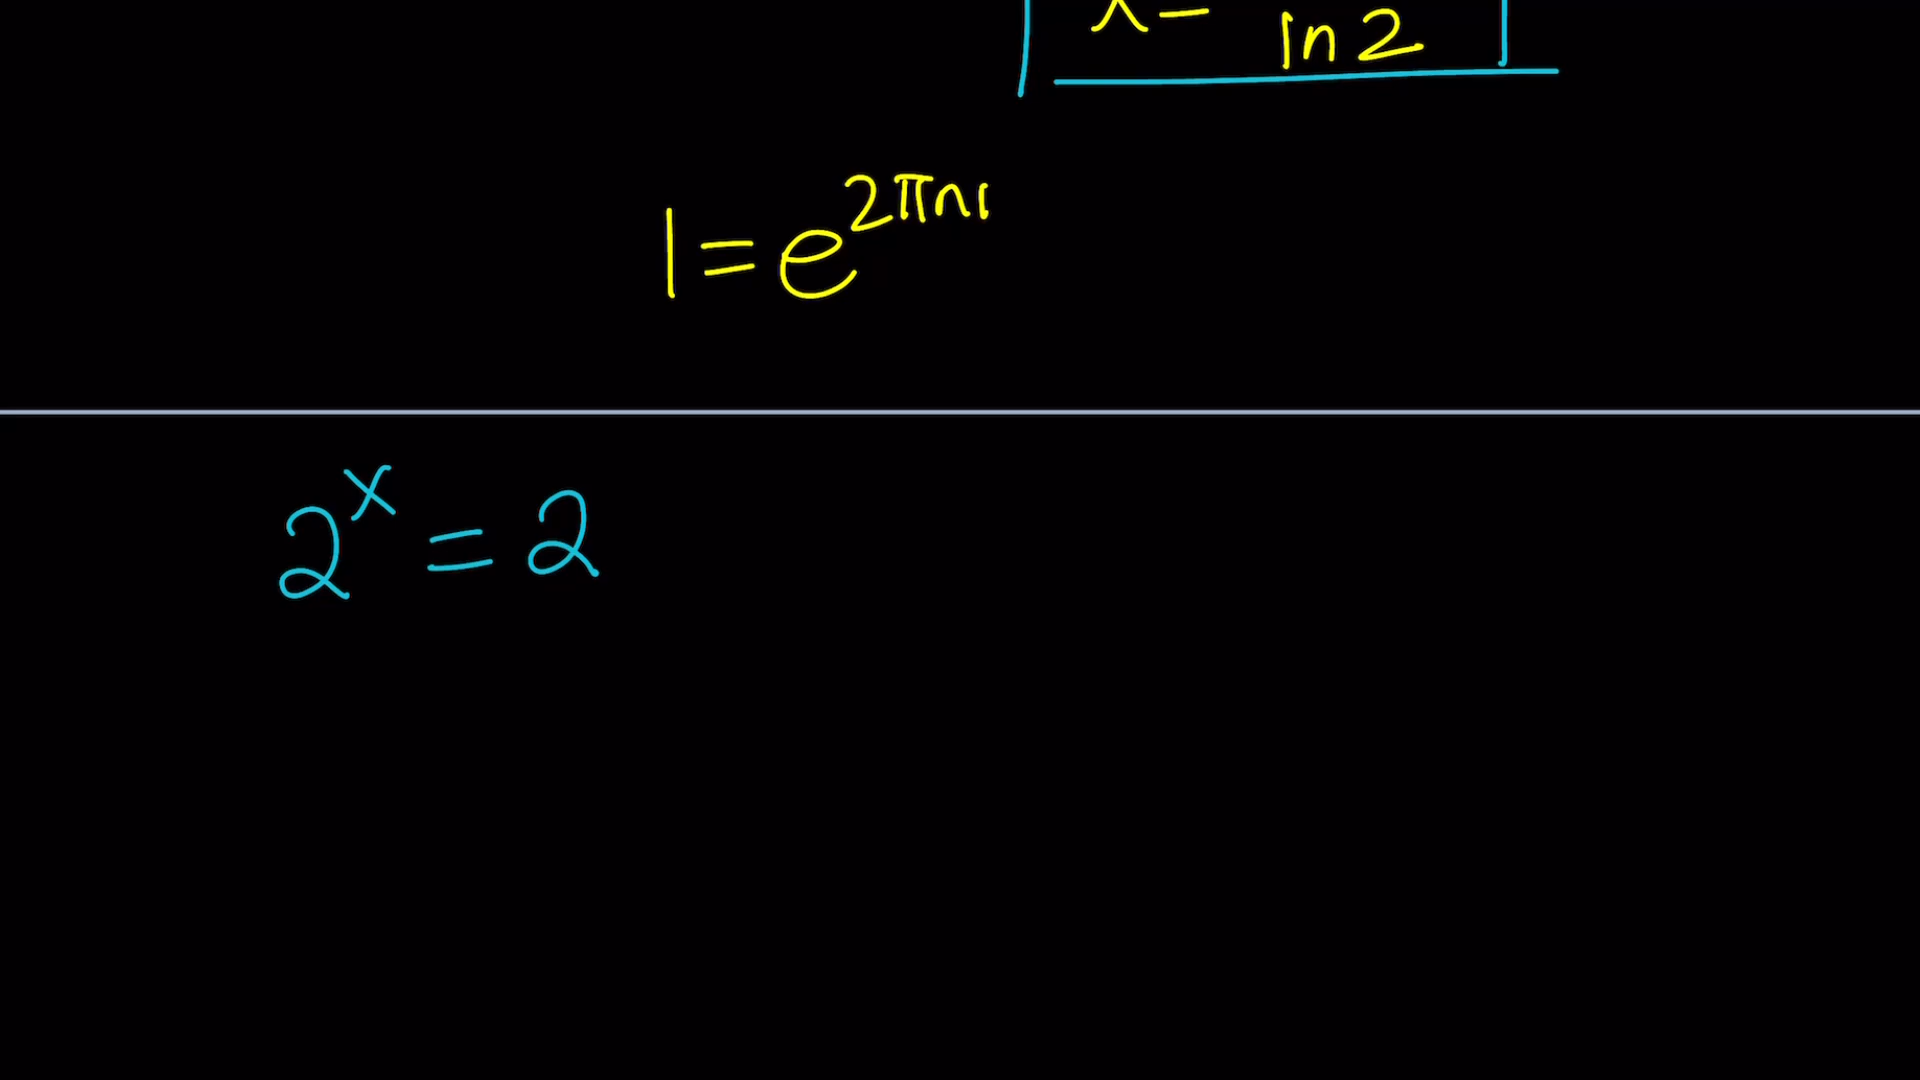 x = ln 2
1 = e^{2πni}
2^x = 2